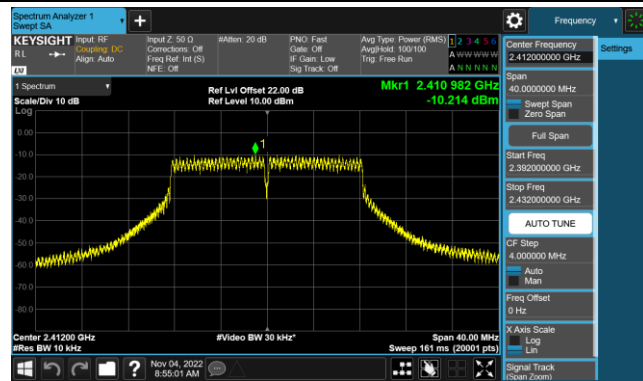 Spectrum Analyzer 1
Swept SA
Frequency
KEYSIGHT
RL
LXI
Input: RF
Coupling: DC
Align: Auto
Input Z: 50 Ω
Corrections: Off
Freq Ref: Int (S)
NFE: Off
#Atten: 20 dB
PNO: Fast
Gate: Off
IF Gain: Low
Sig Track: Off
Avg Type: Power (RMS)
Avg|Hold: 100/100
Trig: Free Run
1 2 3 4 5 6
A W W W W W
A N N N N N
1 Spectrum
Scale/Div 10 dB
Log
Ref Lvl Offset 22.00 dB
Ref Level 10.00 dBm
Mkr1 2.410 982 GHz
-10.214 dBm
1
0.00
-10.0
-20.0
-30.0
-40.0
-50.0
-60.0
-70.0
-80.0
Center 2.41200 GHz
#Res BW 10 kHz
#Video BW 30 kHz*
Span 40.00 MHz
Sweep 161 ms (20001 pts)
Nov 04, 2022
8:55:01 AM
?
Center Frequency
2.412000000 GHz
Span
40.0000000 MHz
Swept Span
Zero Span
Full Span
Start Freq
2.392000000 GHz
Stop Freq
2.432000000 GHz
AUTO TUNE
CF Step
4.000000 MHz
Auto
Man
Freq Offset
0 Hz
X Axis Scale
Log
Lin
Signal Track
(Span Zoom)
Settings